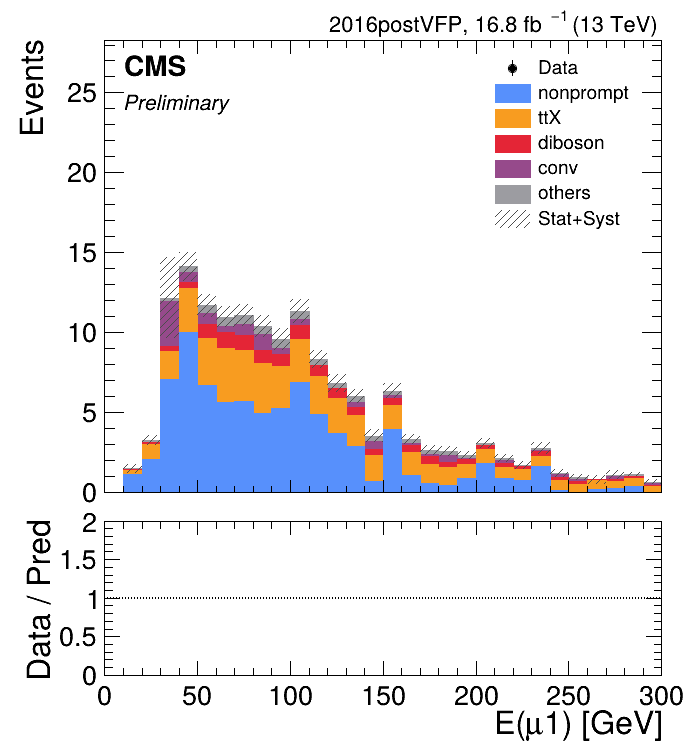 2016postVFP, 16.8 fb⁻¹ (13 TeV)
CMS
Preliminary
Events
25
20
15
10
5
0
Data
nonprompt
ttX
diboson
conv
others
Stat+Syst
Data / Pred
2
1.5
1
0.5
0
0 50 100 150 200 250 300
E(μ1) [GeV]